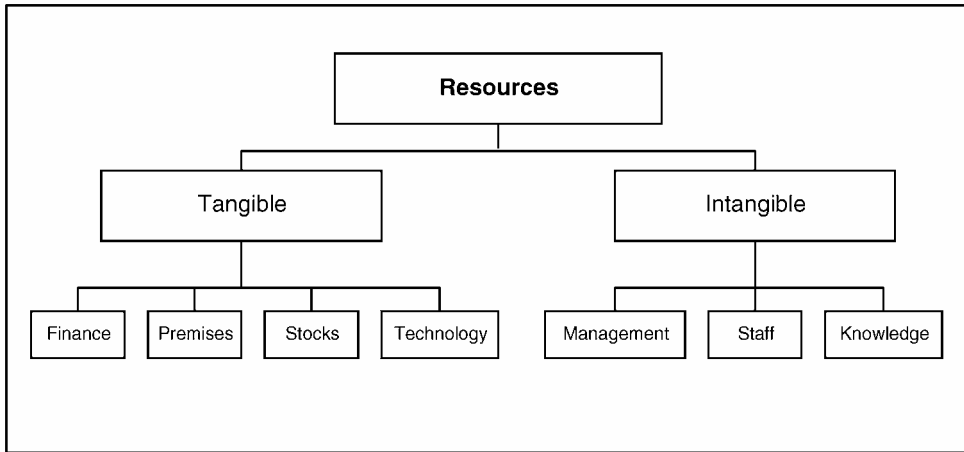 Resources
Tangible
Intangible
Finance
Premises
Stocks
Technology
Management
Staff
Knowledge